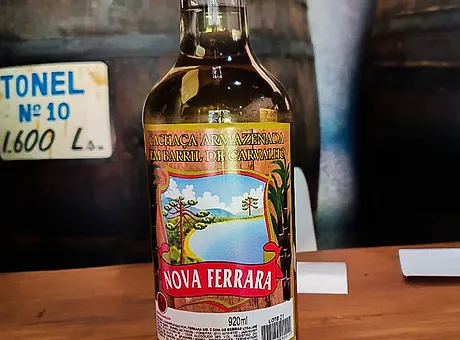 TONEL
Nº 10
1.600 L.
CACHAÇA ARMAZENADA
EM BARRIL DE CARVALHO
NOVA FERRARA
920ml